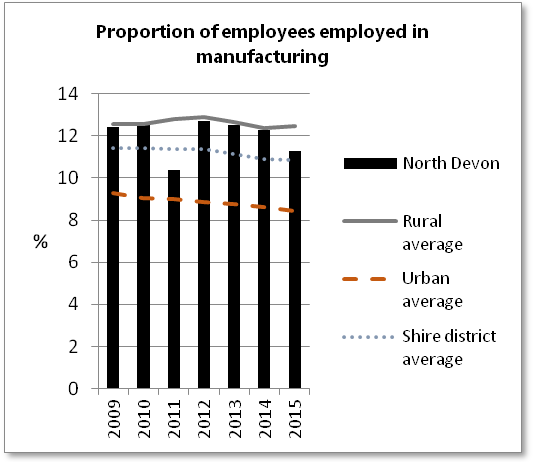 Proportion of employees employed in
manufacturing
14
12
10
8
6
4
2
0
%
2009
2010
2011
2012
2013
2014
2015
North Devon
Rural
average
Urban
average
Shire district
average